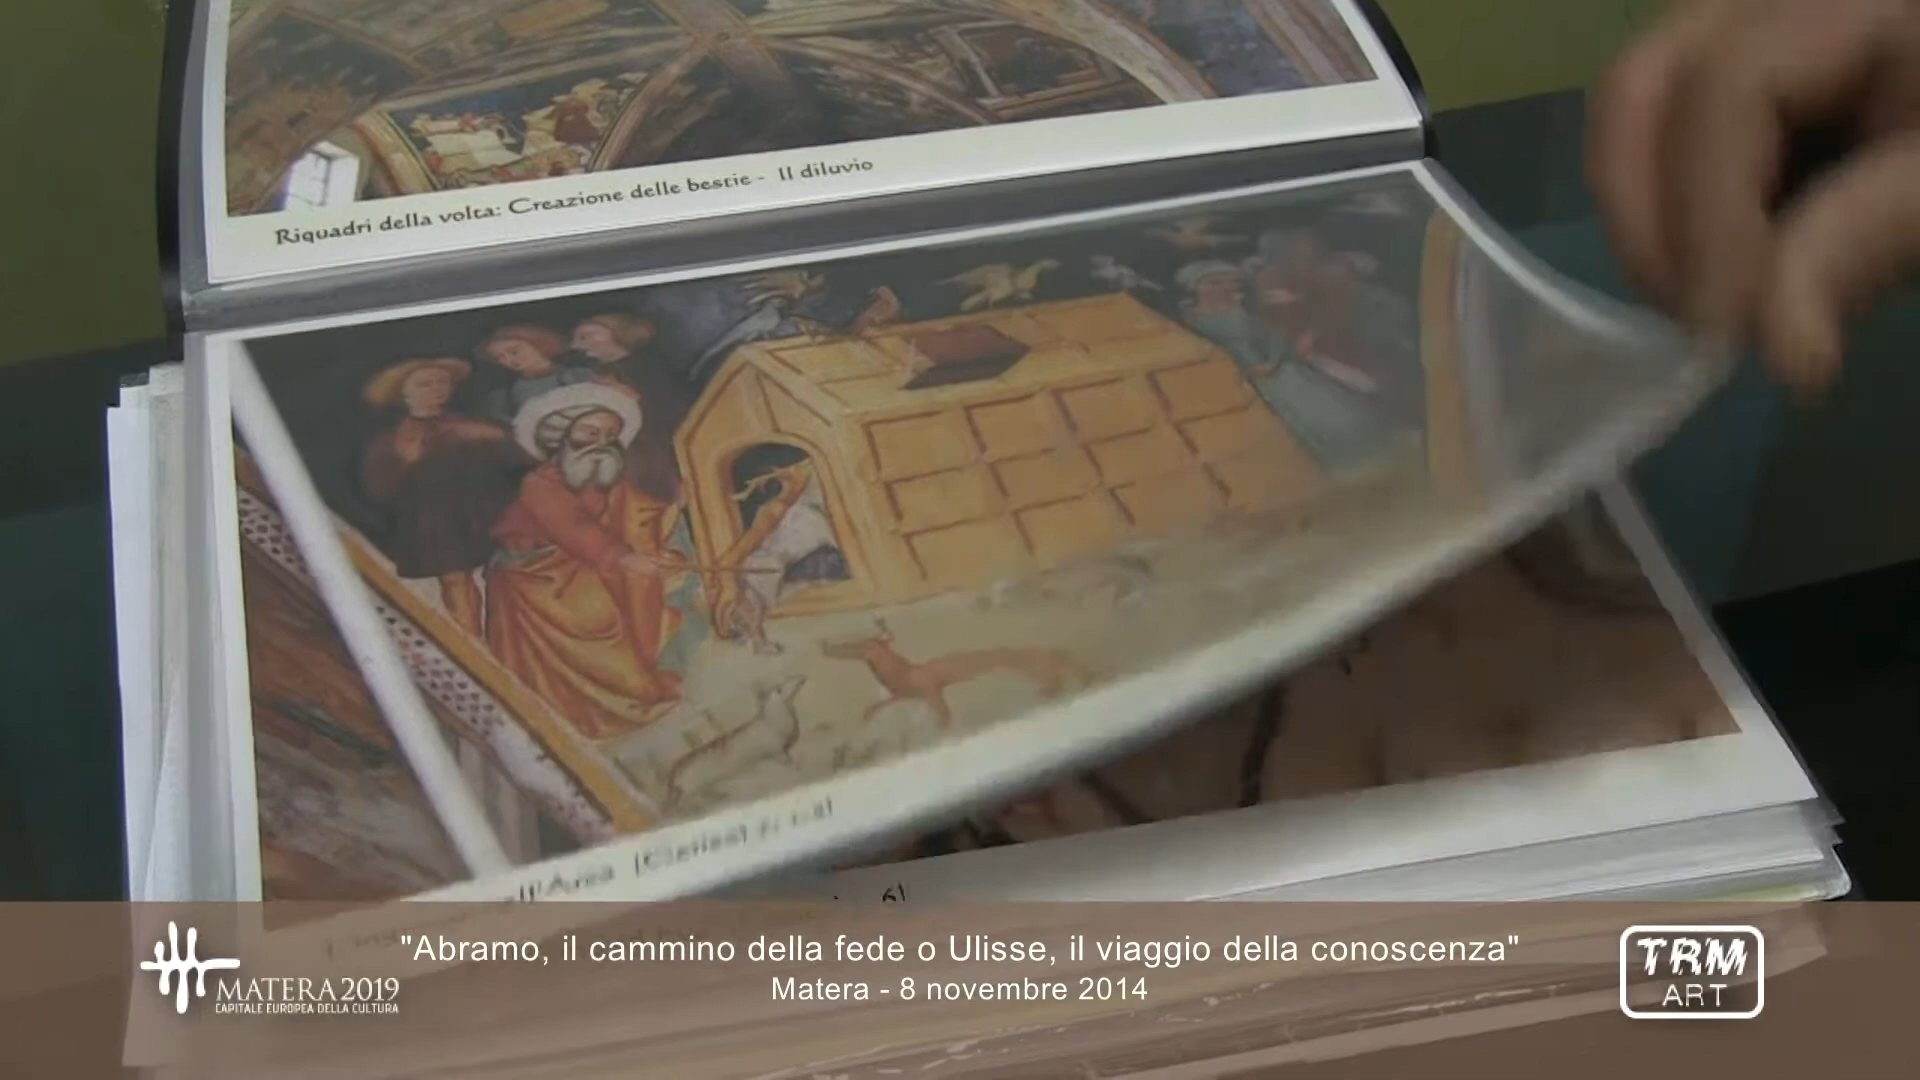 Riquadri della volta: Creazione delle bestie - Il diluvio
6)
"Abramo, il cammino della fede o Ulisse, il viaggio della conoscenza"
Matera - 8 novembre 2014
MATERA 2019
CAPITALE EUROPEA DELLA CULTURA
TRM
ART